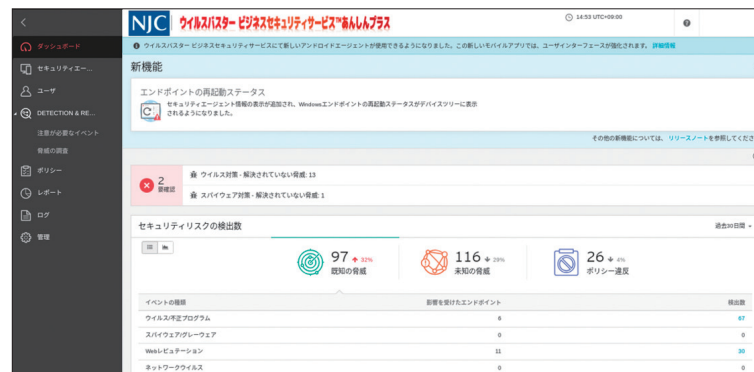 NJC ウイルスバスター ビジネスセキュリティサービス™あんしんプラス
14:53 UTC+09:00
ダッシュボード
セキュリティエー...
ユーザ
DETECTION & RE...
注意が必要なイベント
脅威の調査
ポリシー
レポート
ログ
管理
ウイルスバスター ビジネスセキュリティサービスにて新しいアンドロイドエージェントが使用できるようになりました。この新しいモバイルアプリでは、ユーザインターフェースが強化されます。 詳細情報
新機能
エンドポイントの再起動ステータス
セキュリティエージェント情報の表示が追加され、Windowsエンドポイントの再起動ステータスがデバイスツリーに表示
されるようになりました。
その他の新機能については、 リリースノートを参照してくださ
2
要確認
ウイルス対策 - 解決されていない脅威: 13
スパイウェア対策 - 解決されていない脅威: 1
セキュリティリスクの検出数
過去30日間
97 32%
既知の脅威
116 28%
未知の脅威
26 4%
ポリシー違反
イベントの種類 影響を受けたエンドポイント 検出数
ウイルス/不正プログラム 6 67
スパイウェア/グレーウェア 0 0
Webレピュテーション 11 30
ネットワークウイルス 0 0